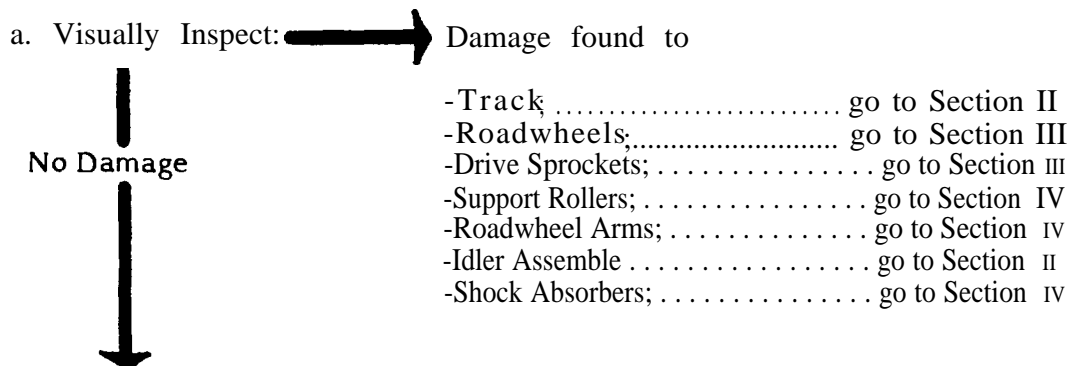 a. Visually Inspect: Damage found to
-Track; ............................ go to Section II
-Roadwheels;.......................... go to Section III
No Damage
-Drive Sprockets; . . . . . . . . . . . . . . . . go to Section III
-Support Rollers; . . . . . . . . . . . . . . . . . go to Section IV
-Roadwheel Arms; . . . . . . . . . . . . . . . go to Section IV
-Idler Assemble . . . . . . . . . . . . . . . . . . go to Section II
-Shock Absorbers; . . . . . . . . . . . . . . . . go to Section IV